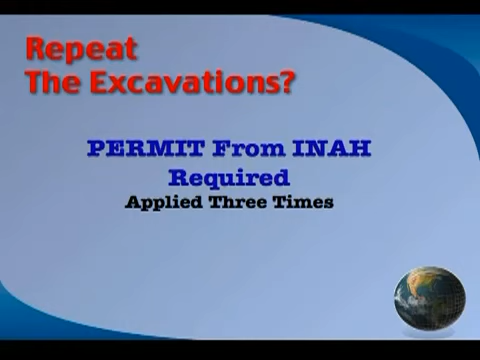 Repeat
The Excavations?
PERMIT From INAH
Required
Applied Three Times